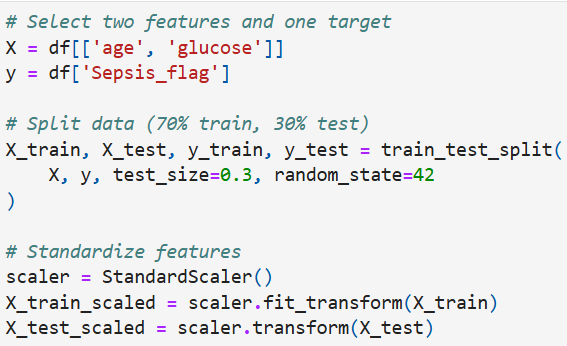 # Select two features and one target
X = df[['age', 'glucose']]
y = df['Sepsis_flag']

# Split data (70% train, 30% test)
X_train, X_test, y_train, y_test = train_test_split(
    X, y, test_size=0.3, random_state=42
)

# Standardize features
scaler = StandardScaler()
X_train_scaled = scaler.fit_transform(X_train)
X_test_scaled = scaler.transform(X_test)